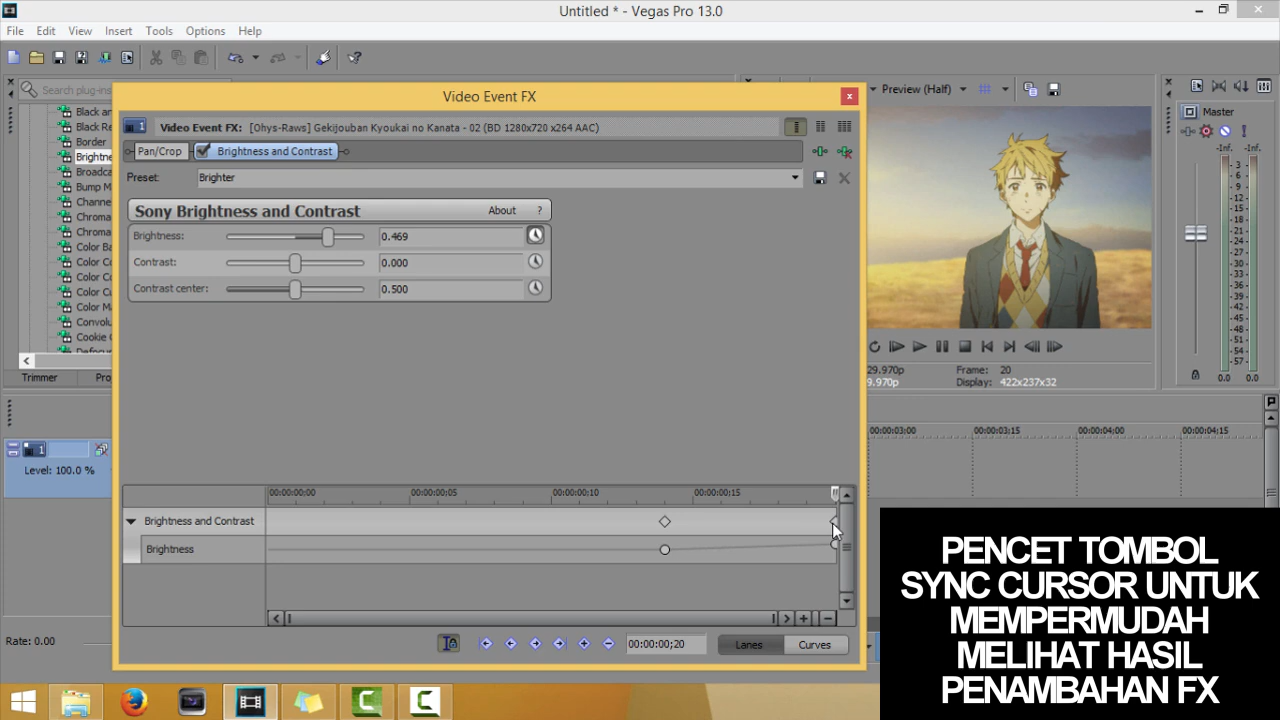 Untitled * - Vegas Pro 13.0
File Edit View Insert Tools Options Help
Search plug-ins
Preview (Half)
Master
Black an
Black Re
Border
Brightne
Broadca
Bump M
Channe
Chroma
Chroma
Color Ba
Color Co
Color Co
Color Cu
Color M
Convolu
Cookie C
Defocu
Trimmer
Video Event FX
Video Event FX: [Ohys-Raws] Gekijouban Kyoukai no Kanata - 02 (BD 1280x720 x264 AAC)
Pan/Crop Brightness and Contrast
Preset: Brighter
Sony Brightness and Contrast About ?
Brightness: 0.469
Contrast: 0.000
Contrast center: 0.500
00:00:00:00 00:00:00;05 00:00:00;10 00:00:00;15
Brightness and Contrast
Brightness
00:00:00;20 Lanes Curves
29.970p Frame: 20
9.970p Display: 422x237x32
-Inf. -Inf.
3
6
9
12
15
18
21
24
27
30
33
36
39
42
45
48
51
54
57
0.0 0.0
00:00:03:00 00:00:03:15 00:00:04:00 00:00:04:15
1
Level: 100.0 %
Rate: 0.00
PENCET TOMBOL
SYNC CURSOR UNTUK
MEMPERMUDAH
MELIHAT HASIL
PENAMBAHAN FX